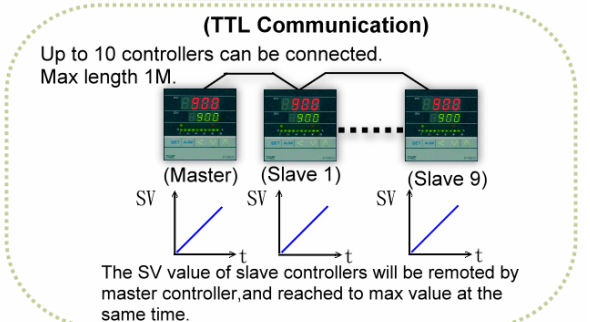 (TTL Communication)
Up to 10 controllers can be connected.
Max length 1M.
900 900 900
900 900 900
SET A/M SET A/M SET A/M
(Master) (Slave 1) (Slave 9)
SV SV SV
t t t
The SV value of slave controllers will be remoted by
master controller,and reached to max value at the
same time.